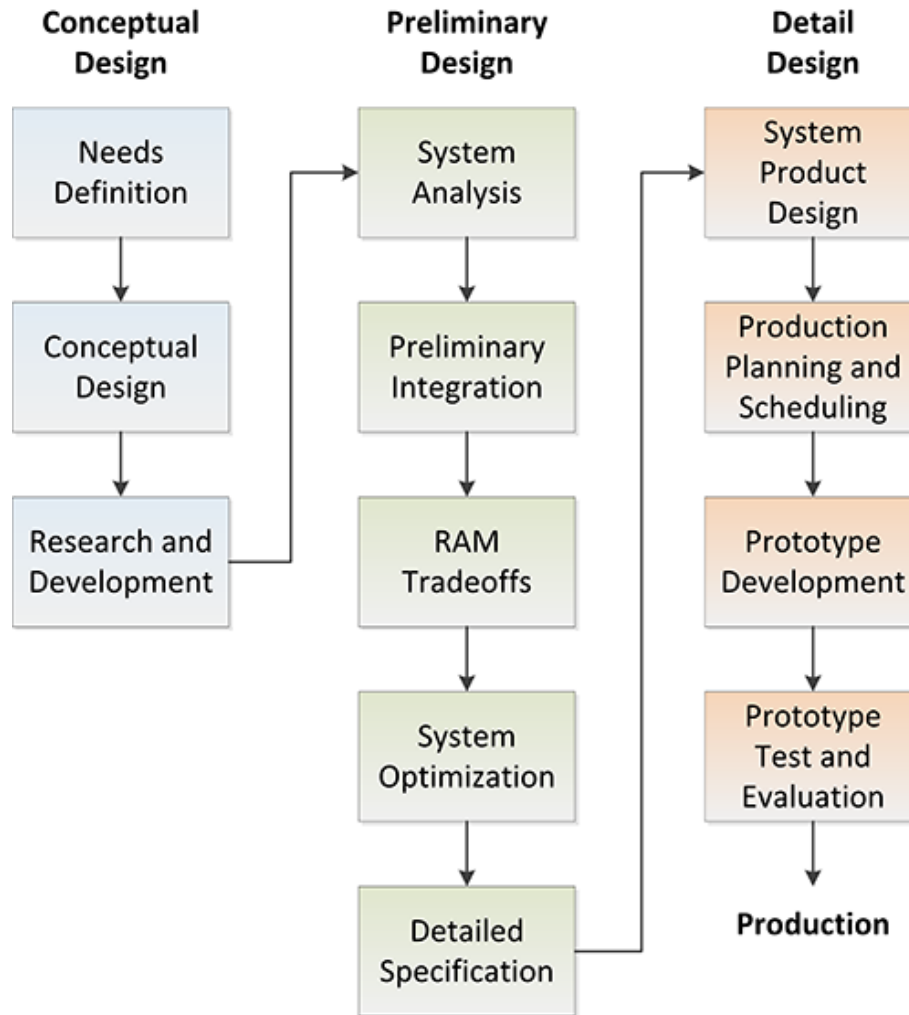 Conceptual
Design
Needs
Definition
Conceptual
Design
Research and
Development
Preliminary
Design
System
Analysis
Preliminary
Integration
RAM
Tradeoffs
System
Optimization
Detailed
Specification
Detail
Design
System
Product
Design
Production
Planning and
Scheduling
Prototype
Development
Prototype
Test and
Evaluation
Production